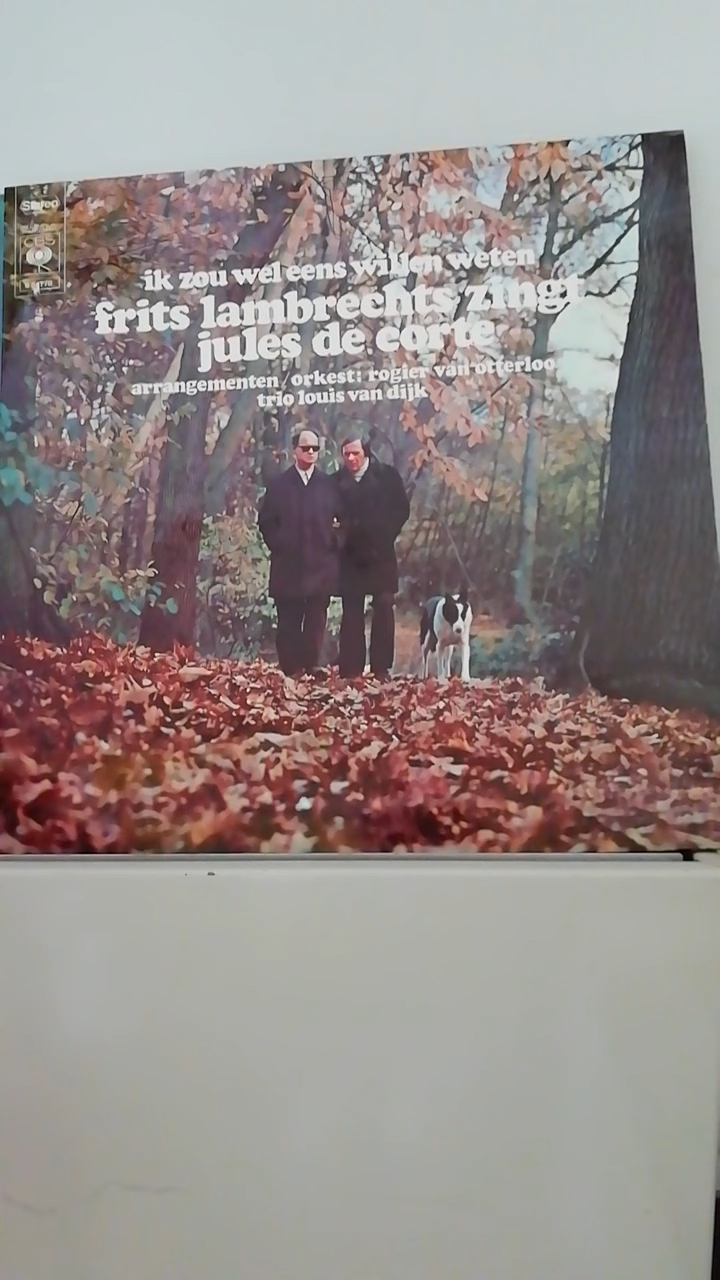 Stereo
CBS
ik zou wel eens willen weten
frits lambrechts zingt
jules de corte
arrangementen / orkest: rogier van otterloo
trio louis van dijk